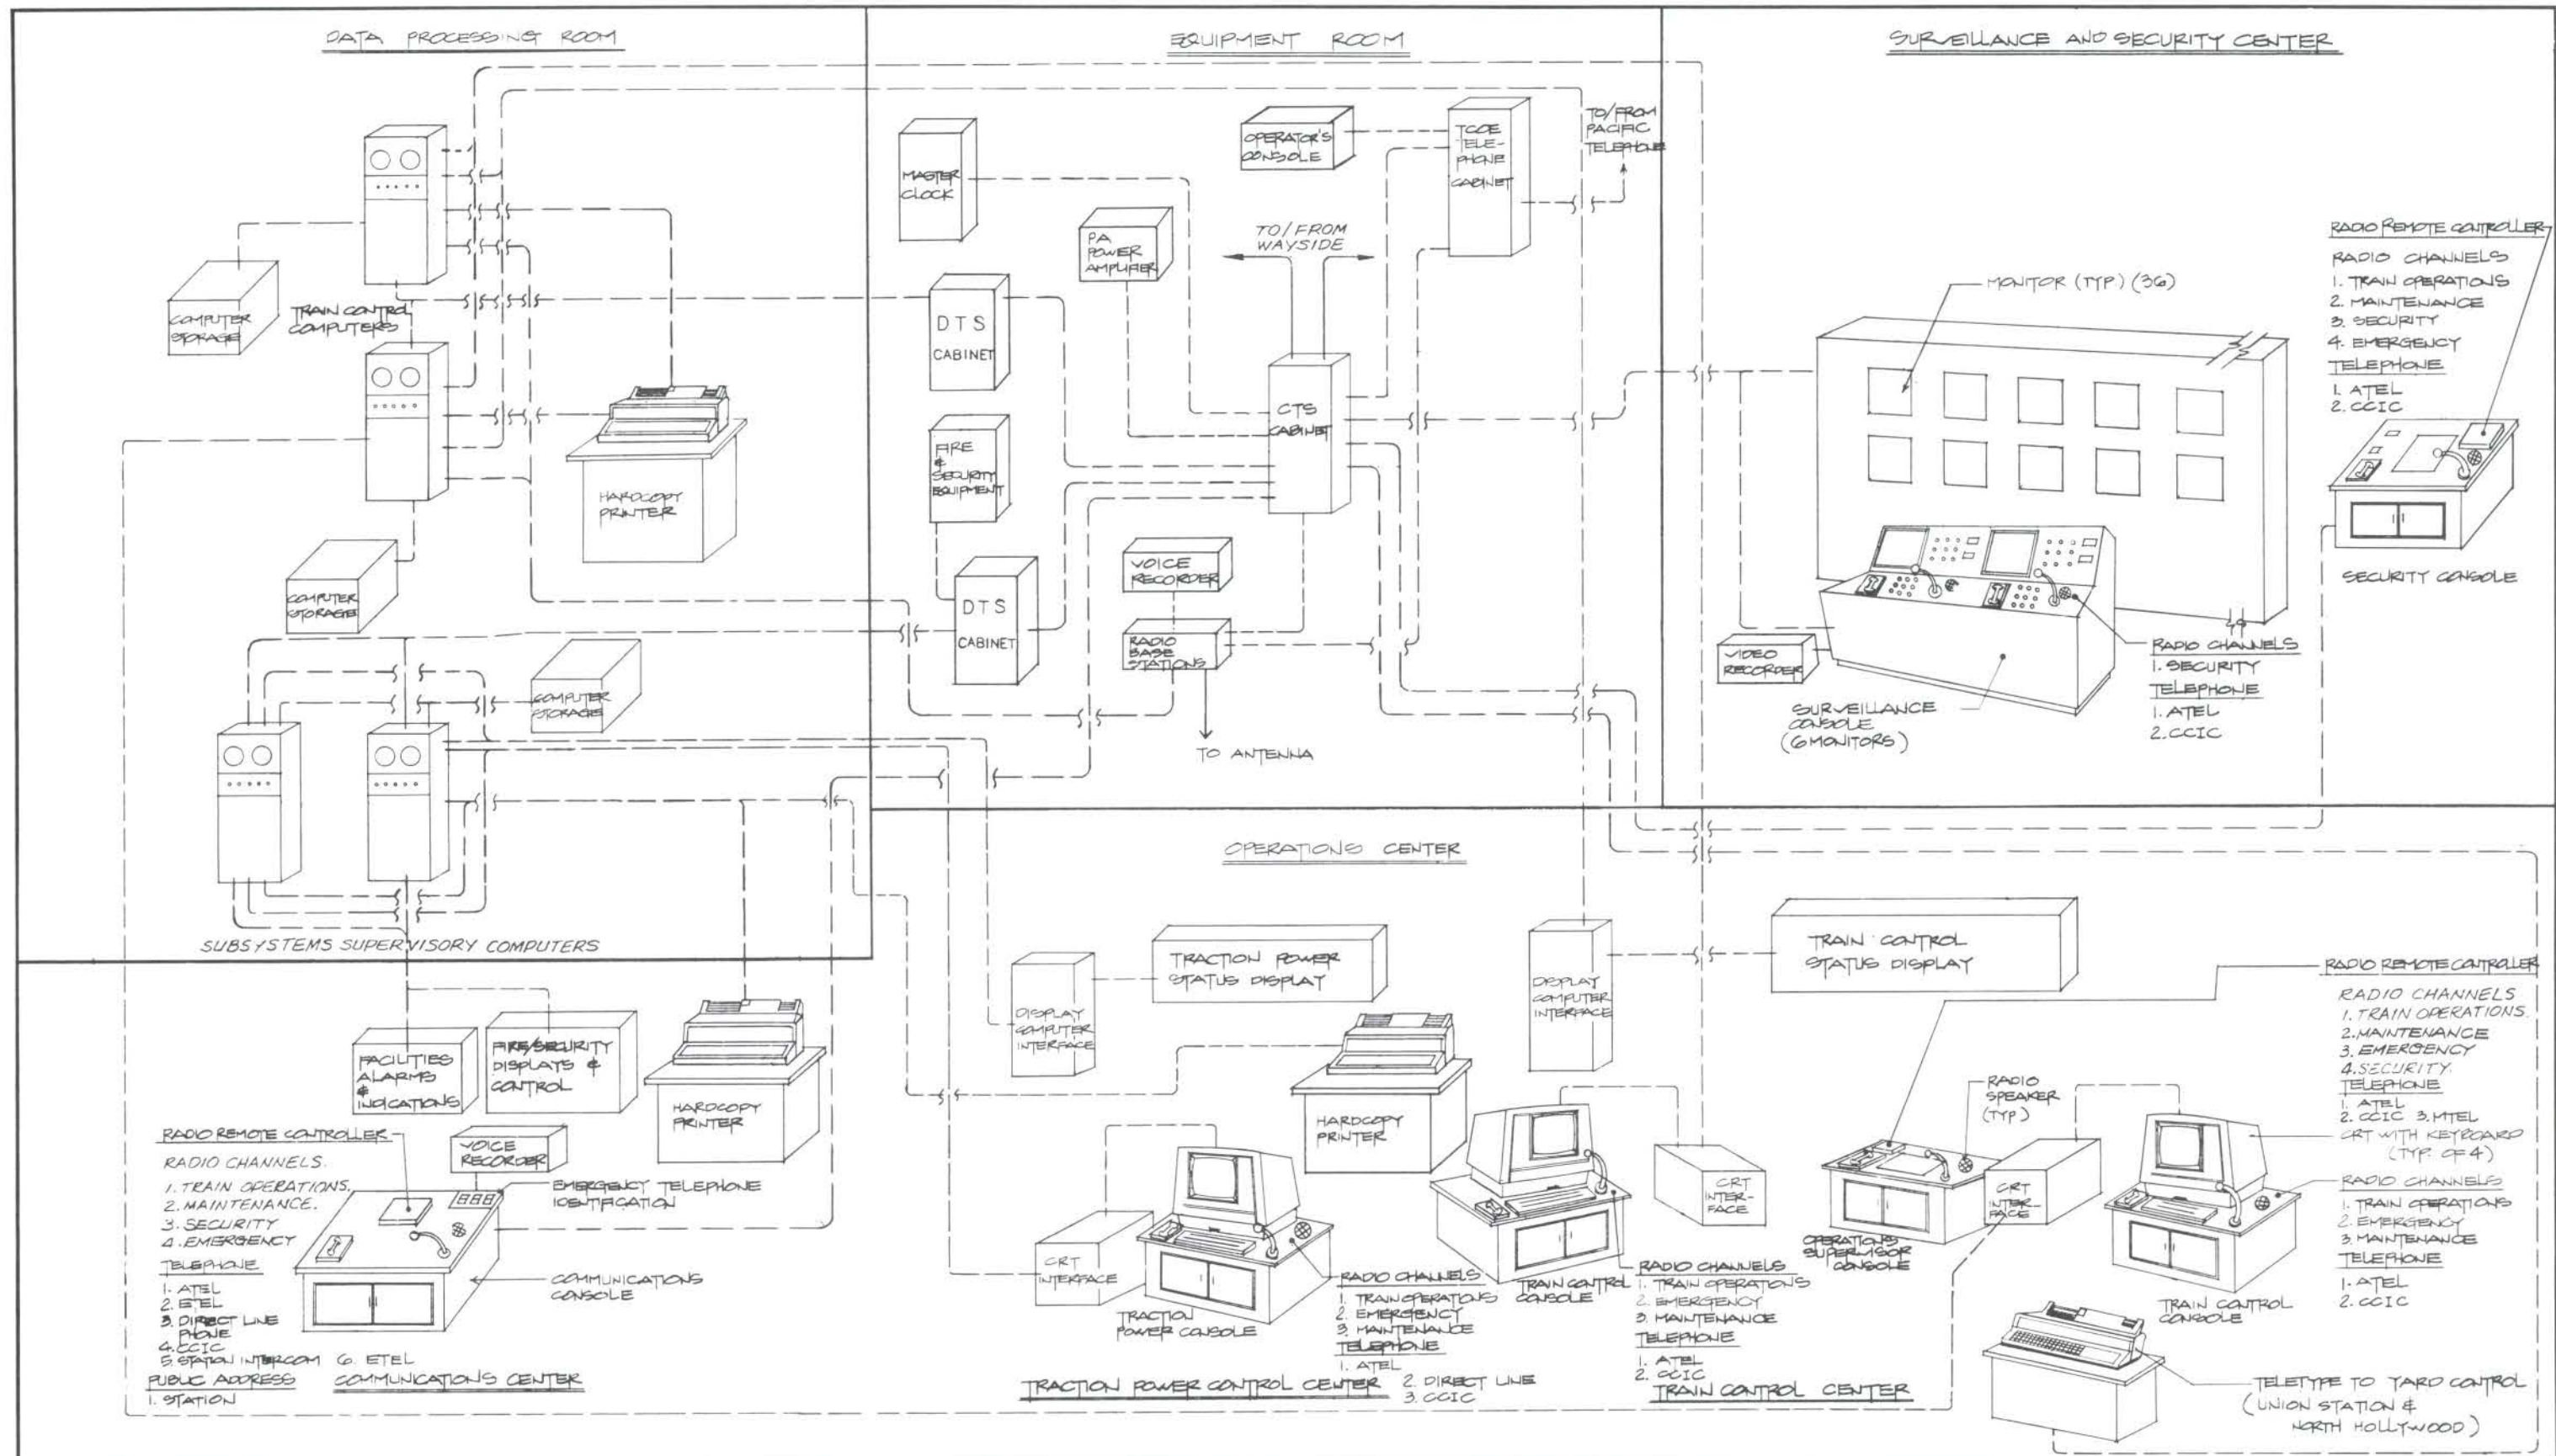 DATA PROCESSING ROOM
COMPUTER
STORAGE
TRAIN CONTROL
COMPUTERS
HARDCOPY
PRINTER
COMPUTER
STORAGE
COMPUTER
STORAGE
SUBSYSTEMS SUPERVISORY COMPUTERS
EQUIPMENT ROOM
MASTER
CLOCK
OPERATOR'S
CONSOLE
TCOE
TELE-
PHONE
CABINET
TO/FROM
PACIFIC
TELEPHONE
PA
POWER
AMPLIFIER
TO/FROM
WAYSIDE
DTS
CABINET
CTS
CABINET
FIRE
&
SECURITY
EQUIPMENT
DTS
CABINET
VOICE
RECORDER
RADIO
BASE
STATIONS
TO ANTENNA
SURVEILLANCE AND SECURITY CENTER
MONITOR (TYP.) (36)
RADIO REMOTE CONTROLLER
RADIO CHANNELS
1. TRAIN OPERATIONS
2. MAINTENANCE
3. SECURITY
4. EMERGENCY
TELEPHONE
1. ATEL
2. CCIC
SECURITY CONSOLE
VIDEO
RECORDER
SURVEILLANCE
CONSOLE
(6 MONITORS)
RADIO CHANNELS
1. SECURITY
TELEPHONE
1. ATEL
2. CCIC
FACILITIES
ALARMS
&
INDICATIONS
FIRE/SECURITY
DISPLAYS &
CONTROL
HARDCOPY
PRINTER
RADIO REMOTE CONTROLLER
RADIO CHANNELS.
1. TRAIN OPERATIONS.
2. MAINTENANCE.
3. SECURITY
4. EMERGENCY
TELEPHONE
1. ATEL
2. ETEL
3. DIRECT LINE
PHONE
4. CCIC
5. STATION INTERCOM 6. ETEL
PUBLIC ADDRESS
1. STATION
VOICE
RECORDER
EMERGENCY TELEPHONE
IDENTIFICATION
COMMUNICATIONS
CONSOLE
COMMUNICATIONS CENTER
OPERATIONS CENTER
DISPLAY
COMPUTER
INTERFACE
TRACTION POWER
STATUS DISPLAY
DISPLAY
COMPUTER
INTERFACE
TRAIN CONTROL
STATUS DISPLAY
HARDCOPY
PRINTER
CRT
INTERFACE
TRACTION
POWER CONSOLE
RADIO CHANNELS
1. TRAIN OPERATIONS
2. EMERGENCY
3. MAINTENANCE
TELEPHONE
1. ATEL
2. DIRECT LINE
3. CCIC
TRACTION POWER CONTROL CENTER
TRAIN CONTROL
CONSOLE
CRT
INTER-
FACE
RADIO CHANNELS
1. TRAIN OPERATIONS
2. EMERGENCY
3. MAINTENANCE
TELEPHONE
1. ATEL
2. CCIC
TRAIN CONTROL CENTER
RADIO
SPEAKER
(TYP)
OPERATIONS
SUPERVISOR
CONSOLE
CRT
INTER-
FACE
RADIO REMOTE CONTROLLER
RADIO CHANNELS
1. TRAIN OPERATIONS.
2. MAINTENANCE
3. EMERGENCY
4. SECURITY.
TELEPHONE
1. ATEL
2. CCIC 3. MTEL
CRT WITH KEYBOARD
(TYP. OF 4)
RADIO CHANNELS
1. TRAIN OPERATIONS
2. EMERGENCY
3. MAINTENANCE
TELEPHONE
1. ATEL
2. CCIC
TRAIN CONTROL
CONSOLE
TELETYPE TO YARD CONTROL
(UNION STATION &
NORTH HOLLYWOOD)